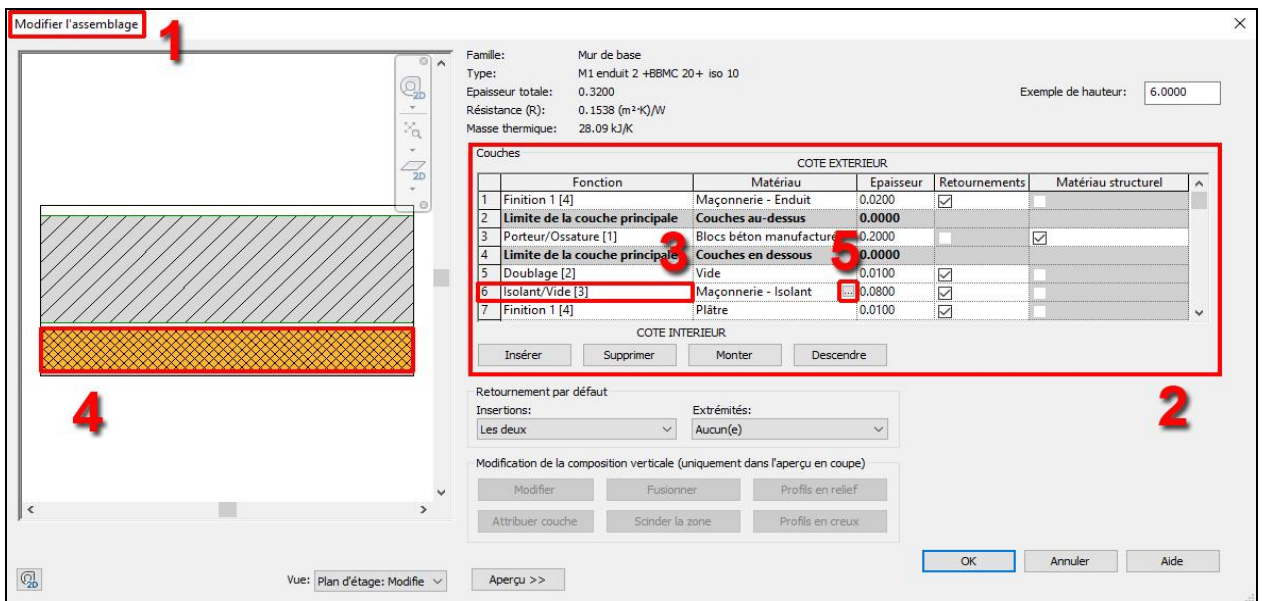 Modifier l'assemblage
1
Famille: Mur de base
Type: M1 enduit 2 +BBMC 20+ iso 10
Epaisseur totale: 0.3200
Exemple de hauteur: 6.0000
Résistance (R): 0.1538 (m²·K)/W
Masse thermique: 28.09 kJ/K
2D
2D
Couches
COTE EXTERIEUR
Fonction Matériau Epaisseur Retournements Matériau structurel
1 Finition 1 [4] Maçonnerie - Enduit 0.0200
2 Limite de la couche principale Couches au-dessus 0.0000
3 Porteur/Ossature [1] Blocs béton manufacturé 0.2000
4 Limite de la couche principale Couches en dessous 0.0000
5 Doublage [2] Vide 0.0100
6 Isolant/Vide [3] Maçonnerie - Isolant ... 0.0800
7 Finition 1 [4] Plâtre 0.0100
3
5
COTE INTERIEUR
Insérer Supprimer Monter Descendre
4
2
Retournement par défaut
Insertions: Extrémités:
Les deux Aucun(e)
Modification de la composition verticale (uniquement dans l'aperçu en coupe)
Modifier Fusionner Profils en relief
Attribuer couche Scinder la zone Profils en creux
OK Annuler Aide
2D
Vue: Plan d'étage: Modifie
Aperçu >>